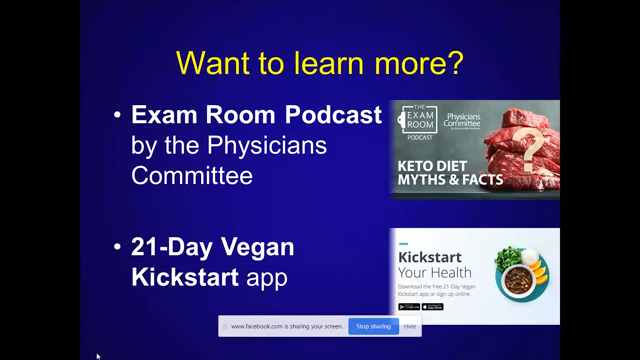 Want to learn more?
• Exam Room Podcast
by the Physicians
Committee
THE
EXAM
ROOM
PODCAST
Physicians
Committee
KETO DIET
MYTHS & FACTS
?
• 21-Day Vegan
Kickstart app
Kickstart
Your Health
Download the free 21-Day Vegan
Kickstart app or sign up online.
www.facebook.com is sharing your screen.
Stop sharing
Hide